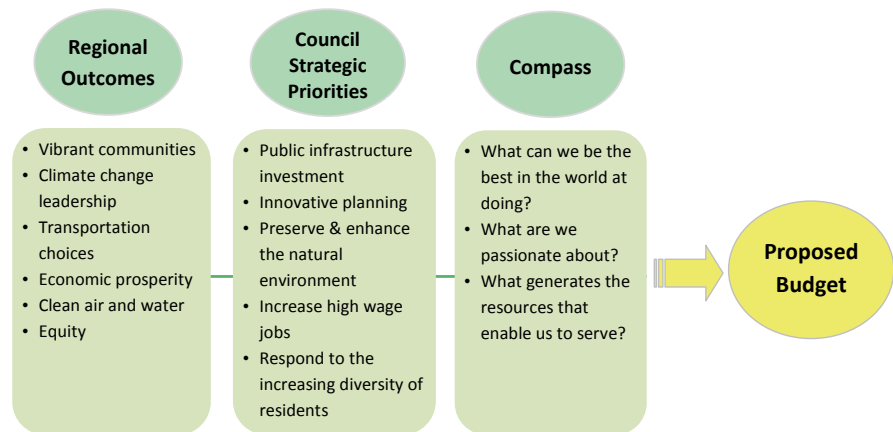 Regional
Outcomes
• Vibrant communities
• Climate change
leadership
• Transportation
choices
• Economic prosperity
• Clean air and water
• Equity
Council
Strategic
Priorities
• Public infrastructure
investment
• Innovative planning
• Preserve & enhance
the natural
environment
• Increase high wage
jobs
• Respond to the
increasing diversity of
residents
Compass
• What can we be the
best in the world at
doing?
• What are we
passionate about?
• What generates the
resources that
enable us to serve?
Proposed
Budget